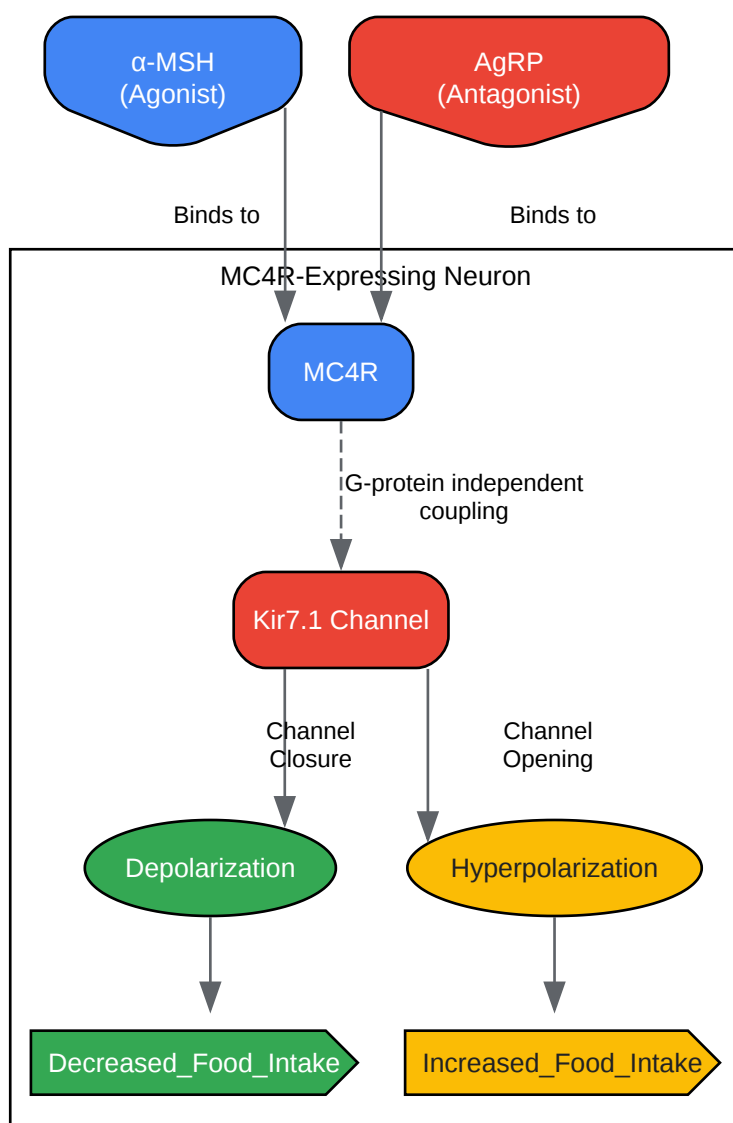 α-MSH
(Agonist)
AgRP
(Antagonist)
Binds to
Binds to
MC4R-Expressing Neuron
MC4R
G-protein independent
coupling
Kir7.1 Channel
Channel
Closure
Channel
Opening
Depolarization
Hyperpolarization
Decreased_Food_Intake
Increased_Food_Intake